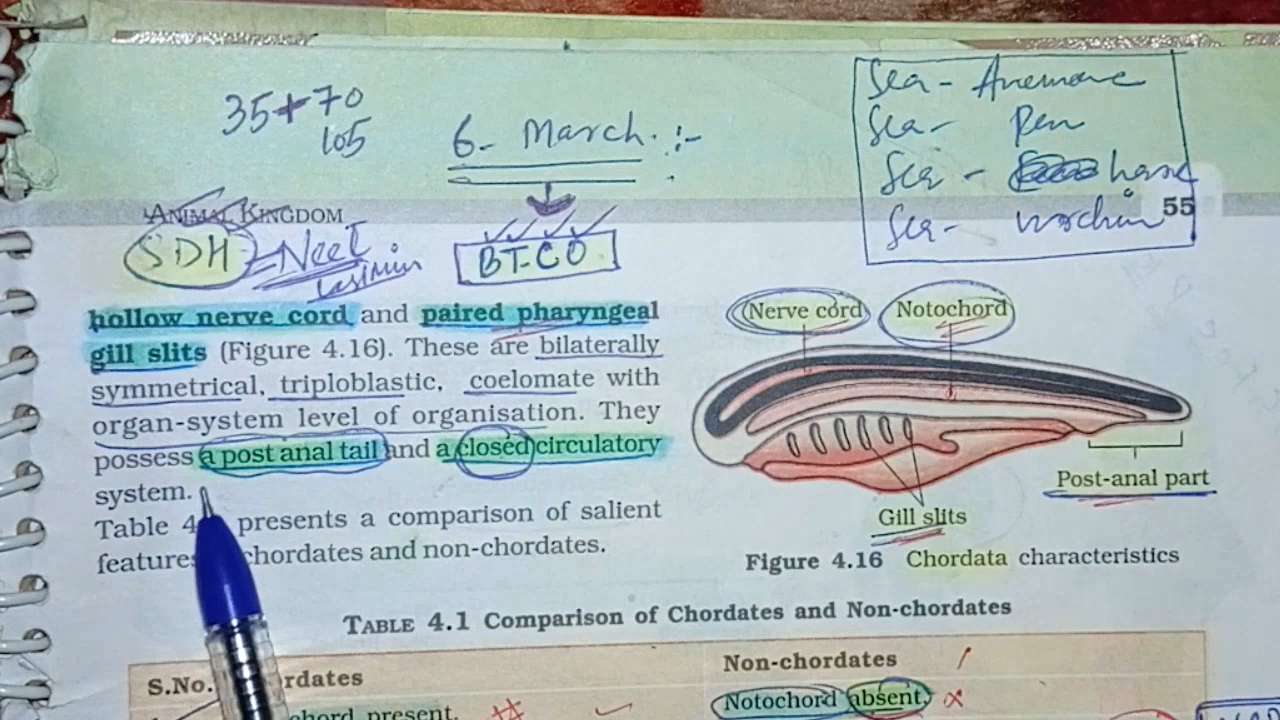 35+70
105
6- March. :-
Sea - Anemone
Sea - Pen
Sea -
Sea -
ANIMAL KINGDOM
55
SDH - Neet
BT-CO
hollow nerve cord and paired pharyngeal
gill slits (Figure 4.16). These are bilaterally
symmetrical, triploblastic, coelomate with
organ-system level of organisation. They
possess a post anal tail and a closed circulatory
system.
Table 4 presents a comparison of salient
features chordates and non-chordates.
Nerve cord
Notochord
Post-anal part
Gill slits
Figure 4.16 Chordata characteristics
TABLE 4.1 Comparison of Chordates and Non-chordates
S.No. rdates
Non-chordates
chord present.
Notochord absent.